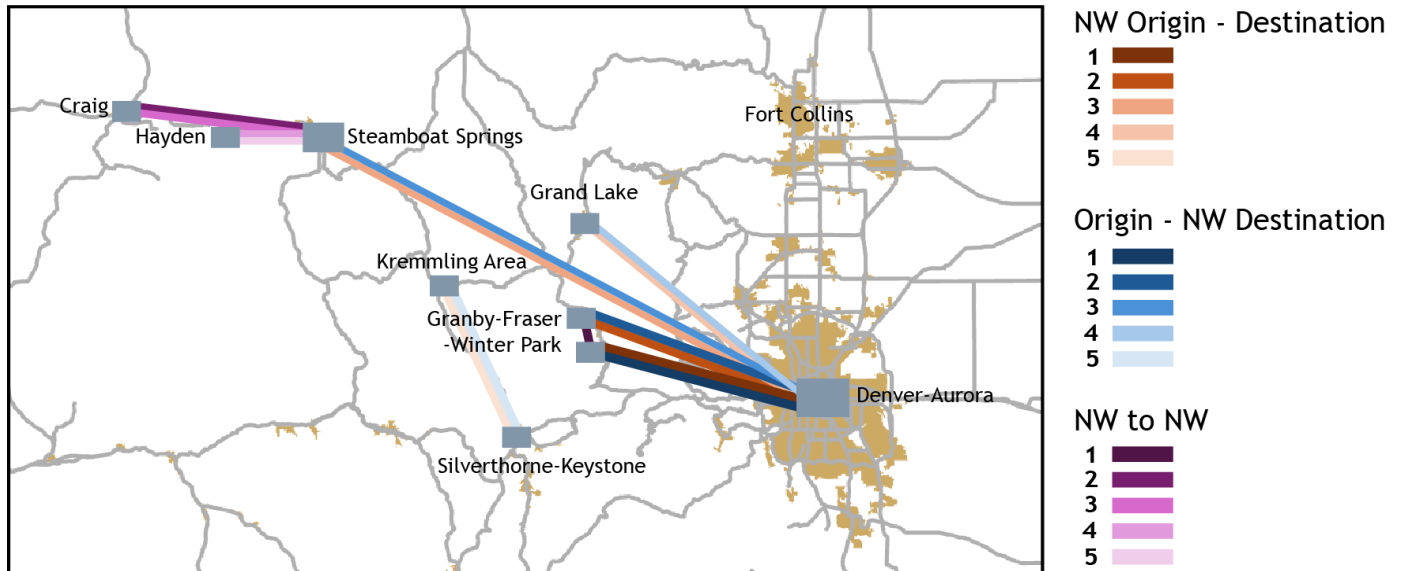 Craig
Hayden
Steamboat Springs
Fort Collins
Grand Lake
Kremmling Area
Granby-Fraser
-Winter Park
Denver-Aurora
Silverthorne-Keystone
NW Origin - Destination
1
2
3
4
5
Origin - NW Destination
1
2
3
4
5
NW to NW
1
2
3
4
5